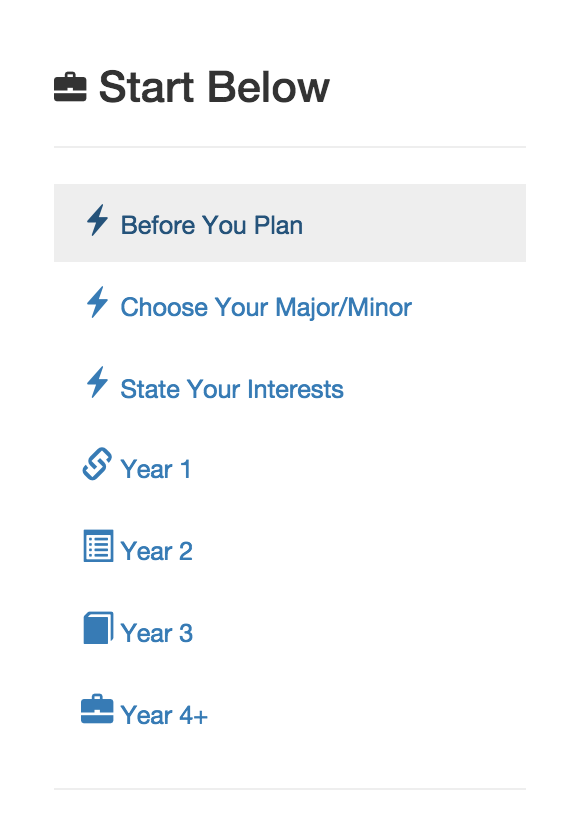 Start Below
Before You Plan
Choose Your Major/Minor
State Your Interests
Year 1
Year 2
Year 3
Year 4+